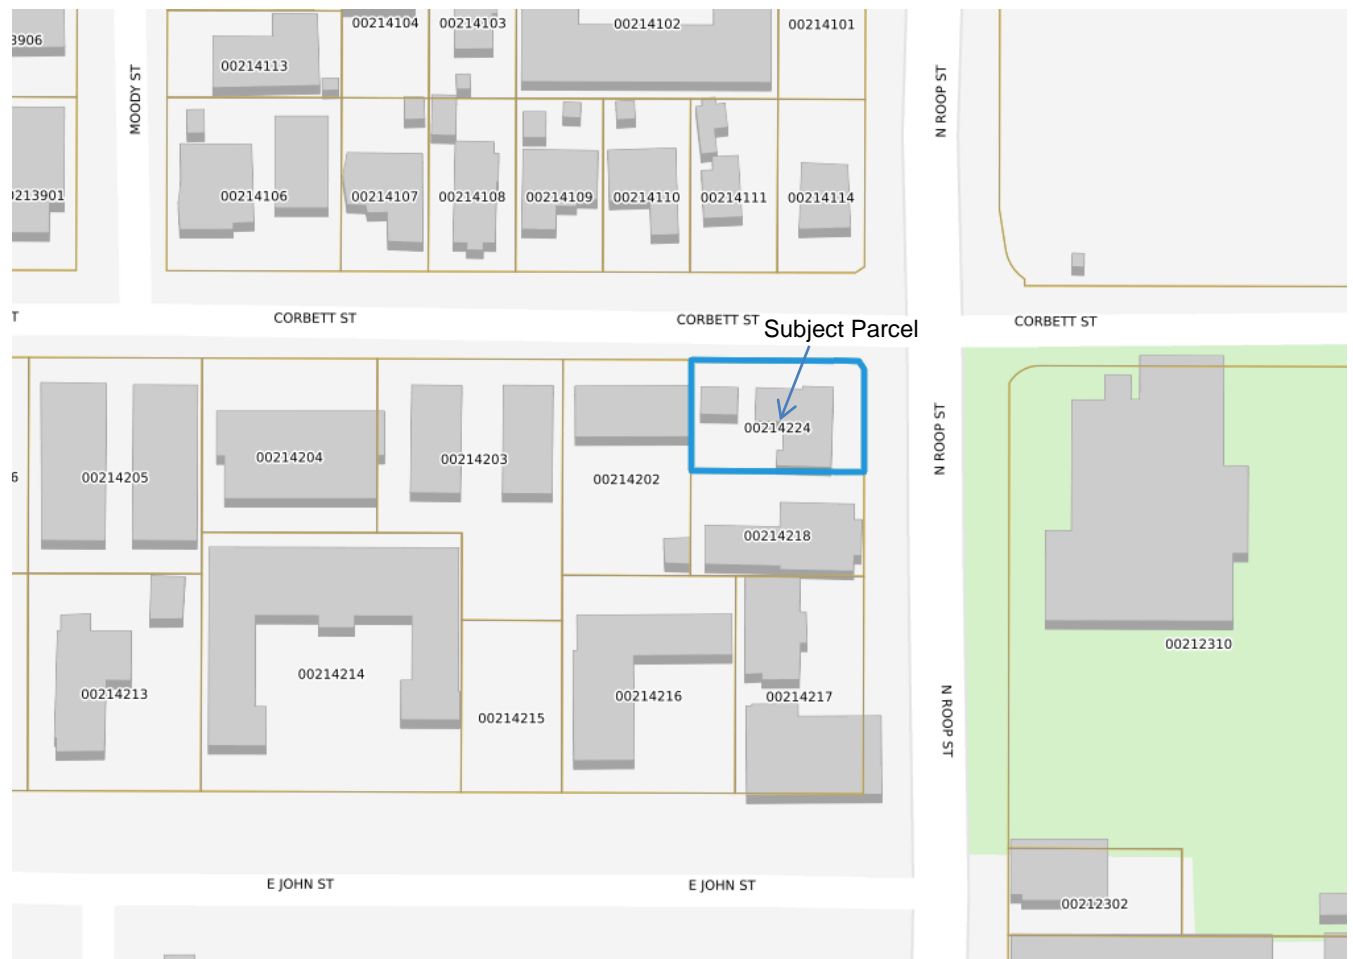 00214104
00214103
00214102
00214101
3906
00214113
MOODY ST
N ROOP ST
213901
00214106
00214107
00214108
00214109
00214110
00214111
00214114
T
CORBETT ST
CORBETT ST
CORBETT ST
Subject Parcel
N ROOP ST
00214224
6
00214205
00214204
00214203
00214202
00214218
00212310
00214213
00214214
00214215
00214216
00214217
N ROOP ST
E JOHN ST
E JOHN ST
00212302